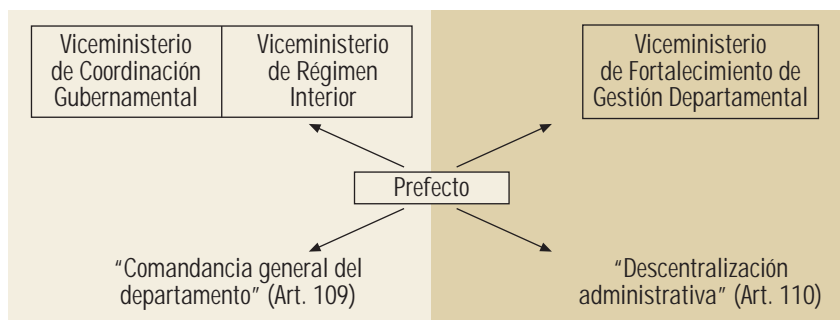 Viceministerio
de Coordinación
Gubernamental
Viceministerio
de Régimen
Interior
Viceministerio
de Fortalecimiento de
Gestión Departamental
Prefecto
"Comandancia general del
departamento" (Art. 109)
"Descentralización
administrativa" (Art. 110)